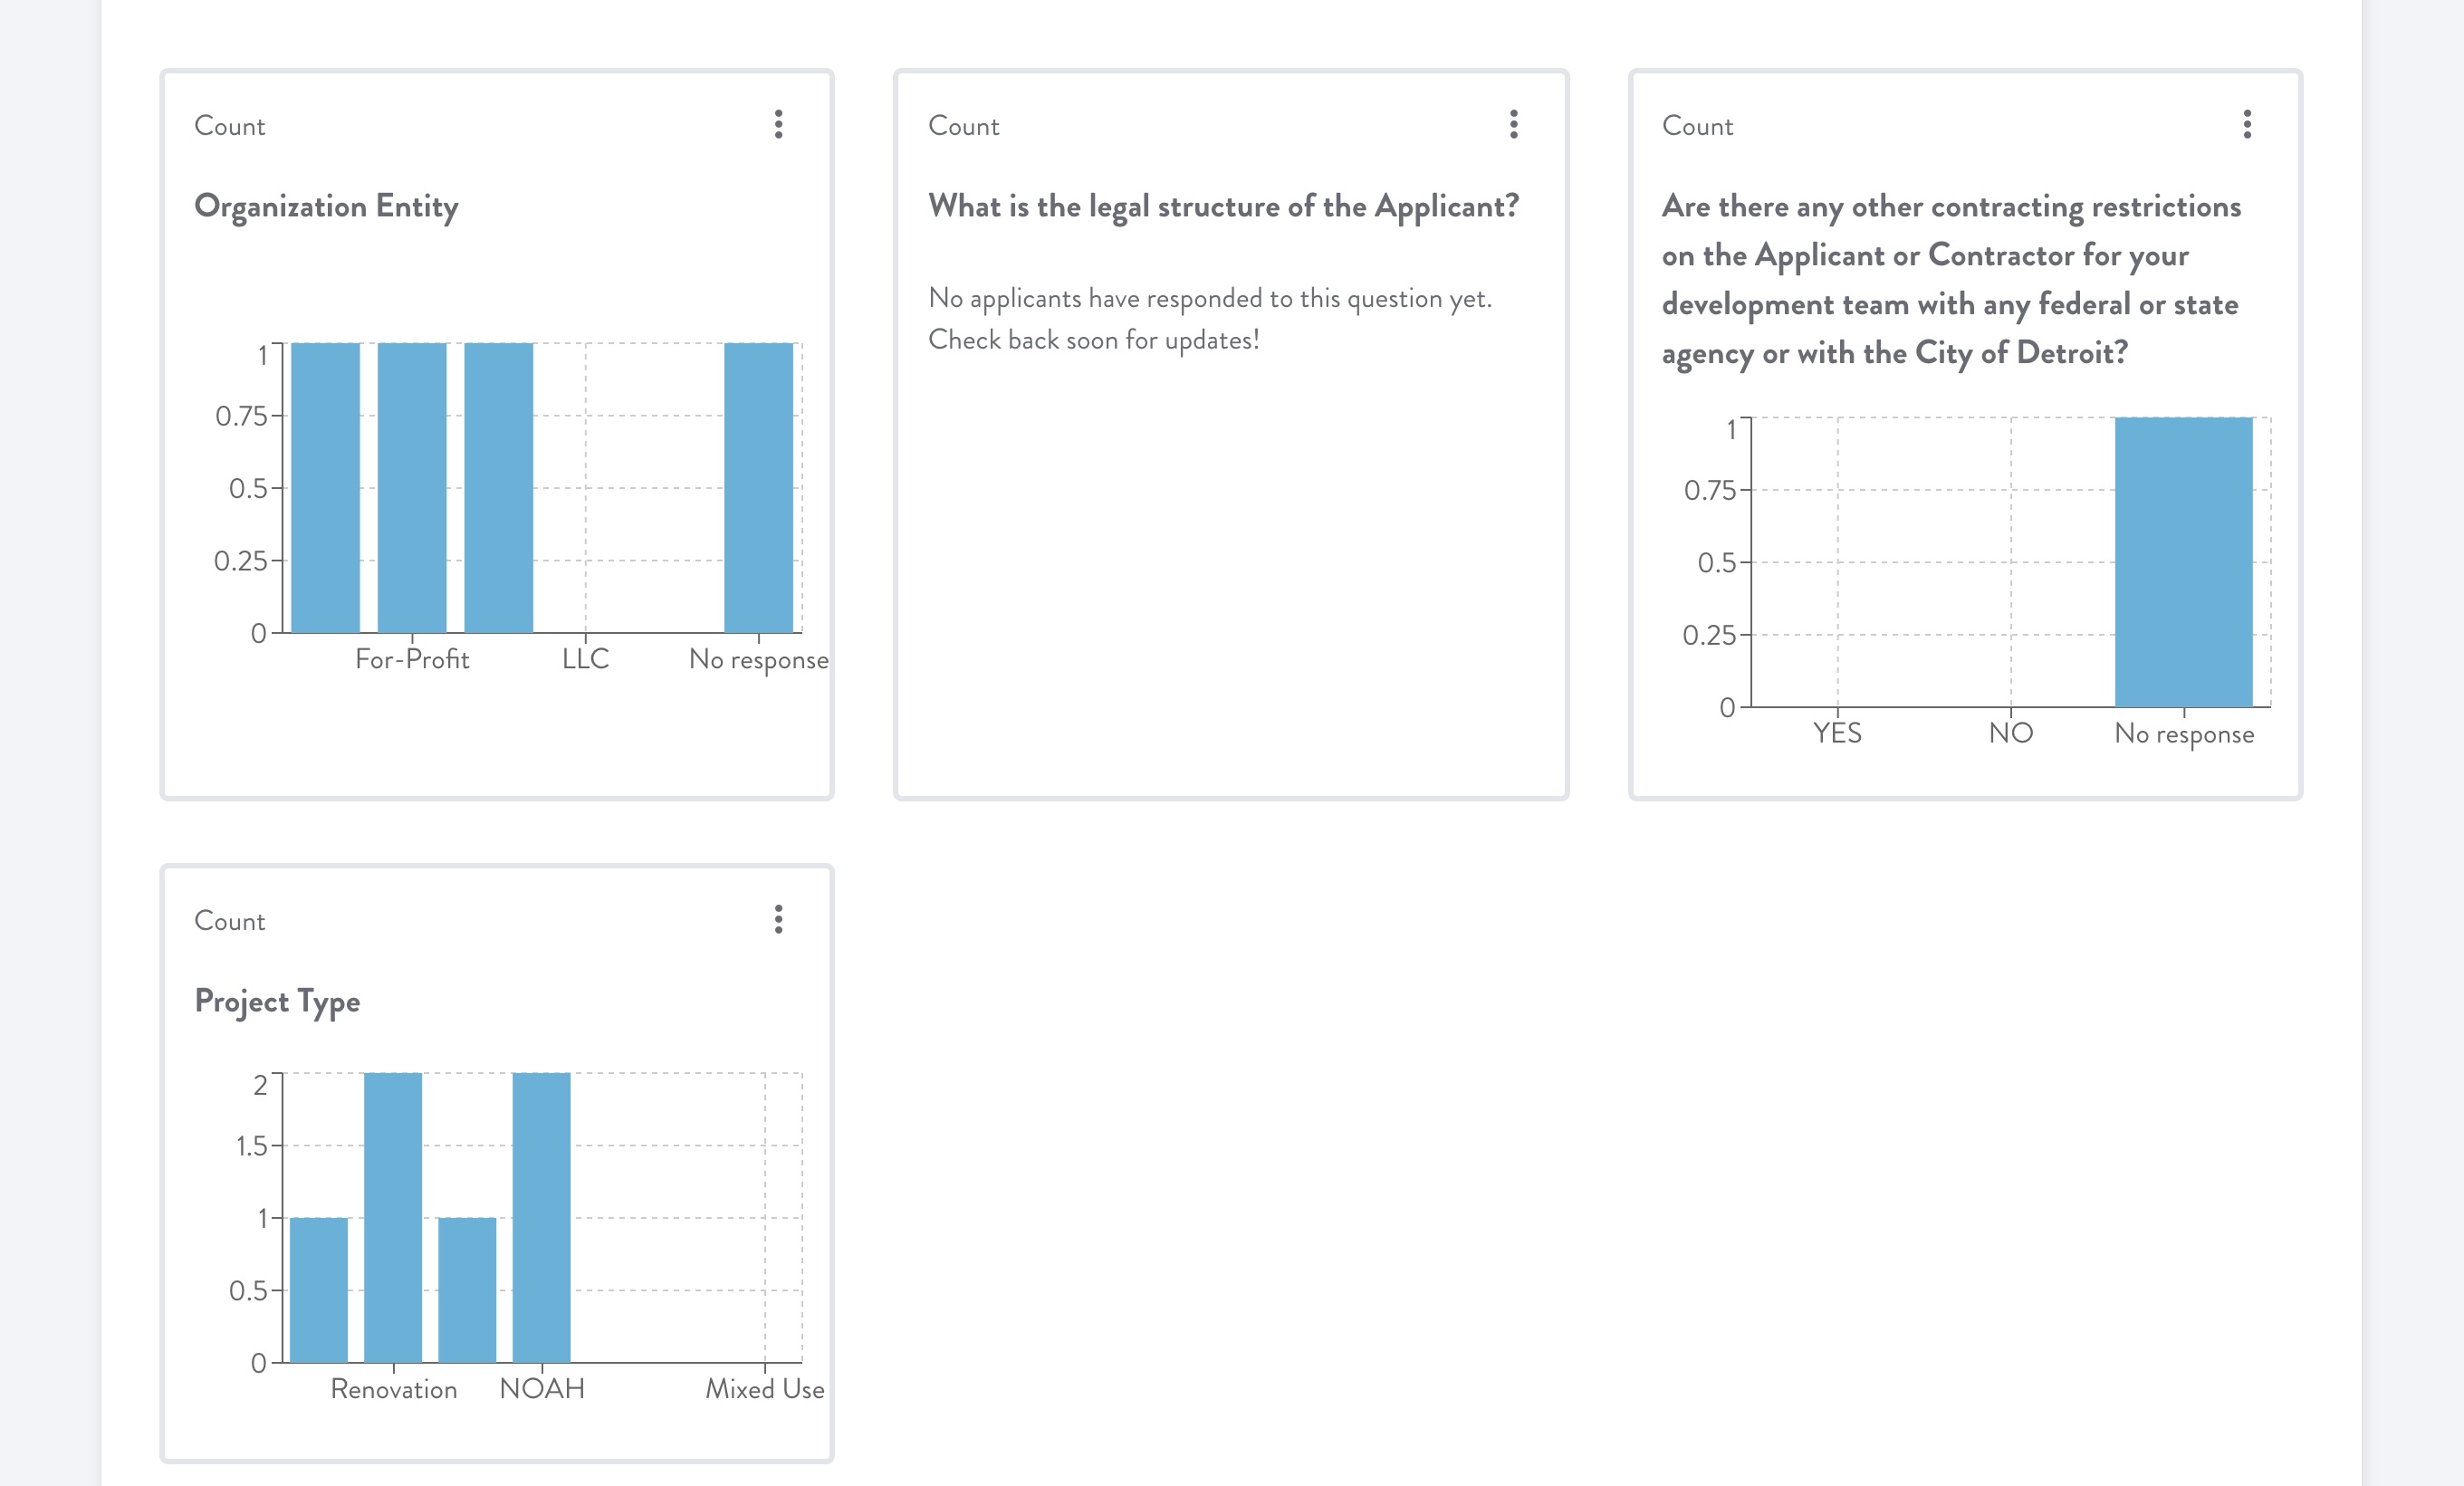 Count
Organization Entity
1
0.75
0.5
0.25
0
For-Profit
LLC
No response
Count
What is the legal structure of the Applicant?
No applicants have responded to this question yet.
Check back soon for updates!
Count
Are there any other contracting restrictions
on the Applicant or Contractor for your
development team with any federal or state
agency or with the City of Detroit?
1
0.75
0.5
0.25
0
YES
NO
No response
Count
Project Type
2
1.5
1
0.5
0
Renovation
NOAH
Mixed Use